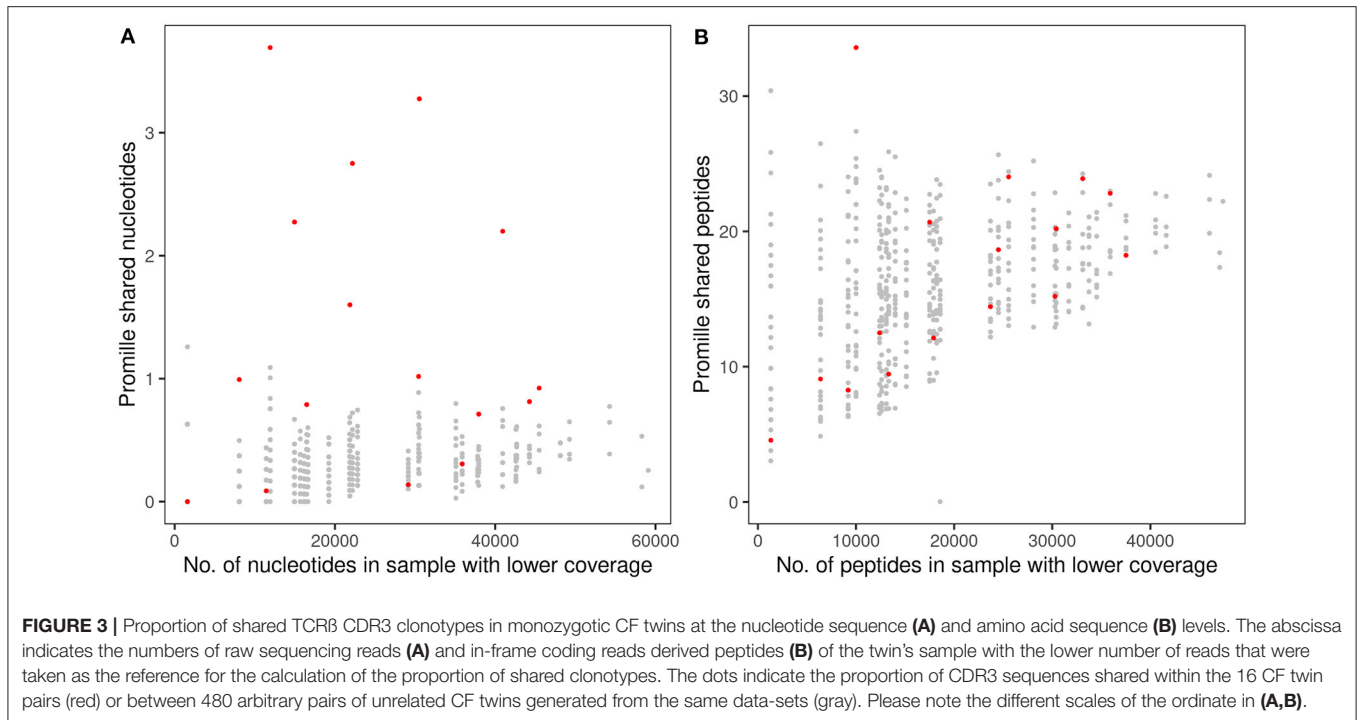 A
B
Promille shared nucleotides
3
2
1
0
0
20000
40000
60000
No. of nucleotides in sample with lower coverage
Promille shared peptides
30
20
10
0
0
10000
20000
30000
40000
No. of peptides in sample with lower coverage
FIGURE 3 | Proportion of shared TCRß CDR3 clonotypes in monozygotic CF twins at the nucleotide sequence (A) and amino acid sequence (B) levels. The abscissa
indicates the numbers of raw sequencing reads (A) and in-frame coding reads derived peptides (B) of the twin's sample with the lower number of reads that were
taken as the reference for the calculation of the proportion of shared clonotypes. The dots indicate the proportion of CDR3 sequences shared within the 16 CF twin
pairs (red) or between 480 arbitrary pairs of unrelated CF twins generated from the same data-sets (gray). Please note the different scales of the ordinate in (A,B).